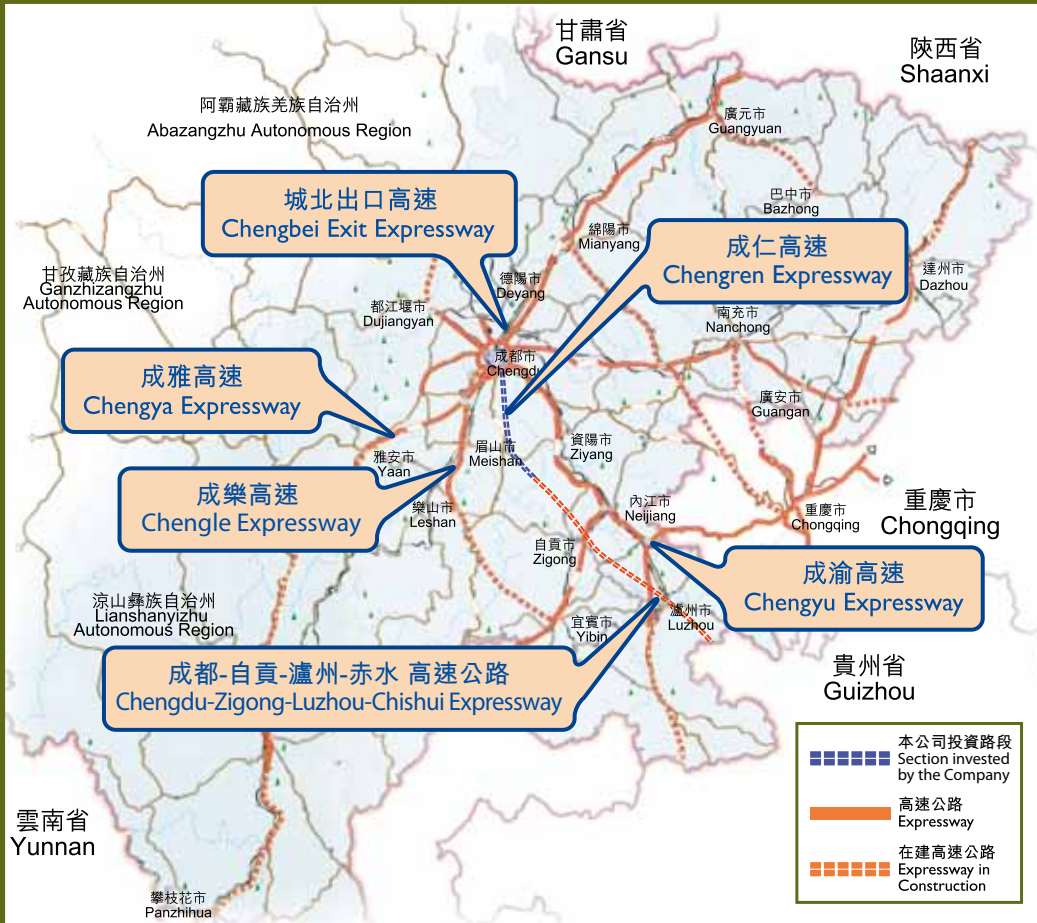 甘肅省
Gansu
陝西省
Shaanxi
阿霸藏族羌族自治州
Abazangzhu Autonomous Region
廣元市
Guangyuan
巴中市
Bazhong
城北出口高速
Chengbei Exit Expressway
綿陽市
Mianyang
成仁高速
Chengren Expressway
達州市
Dazhou
甘孜藏族自治州
Ganzhizangzhu
Autonomous Region
德陽市
Deyang
都江堰市
Dujiangyan
南充市
Nanchong
成都市
Chengdu
成雅高速
Chengya Expressway
廣安市
Guangan
雅安市
Yaan
眉山市
Meishan
資陽市
Ziyang
成樂高速
Chengle Expressway
樂山市
Leshan
內江市
Neijiang
重慶市
Chongqing
重慶市
Chongqing
自貢市
Zigong
成渝高速
Chengyu Expressway
涼山彝族自治州
Lianshanyizhu
Autonomous Region
宜賓市
Yibin
瀘州市
Luzhou
成都-自貢-瀘州-赤水 高速公路
Chengdu-Zigong-Luzhou-Chishui Expressway
貴州省
Guizhou
本公司投資路段
Section invested
by the Company
高速公路
Expressway
在建高速公路
Expressway in
Construction
雲南省
Yunnan
攀枝花市
Panzhihua